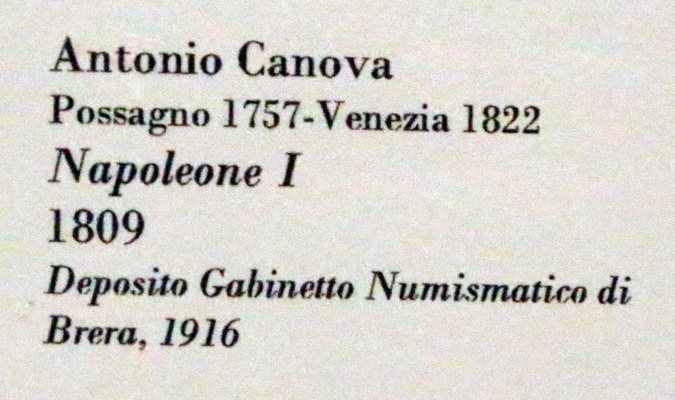 Antonio Canova
Possagno 1757-Venezia 1822
Napoleone I
1809
Deposito Gabinetto Numismatico di
Brera, 1916